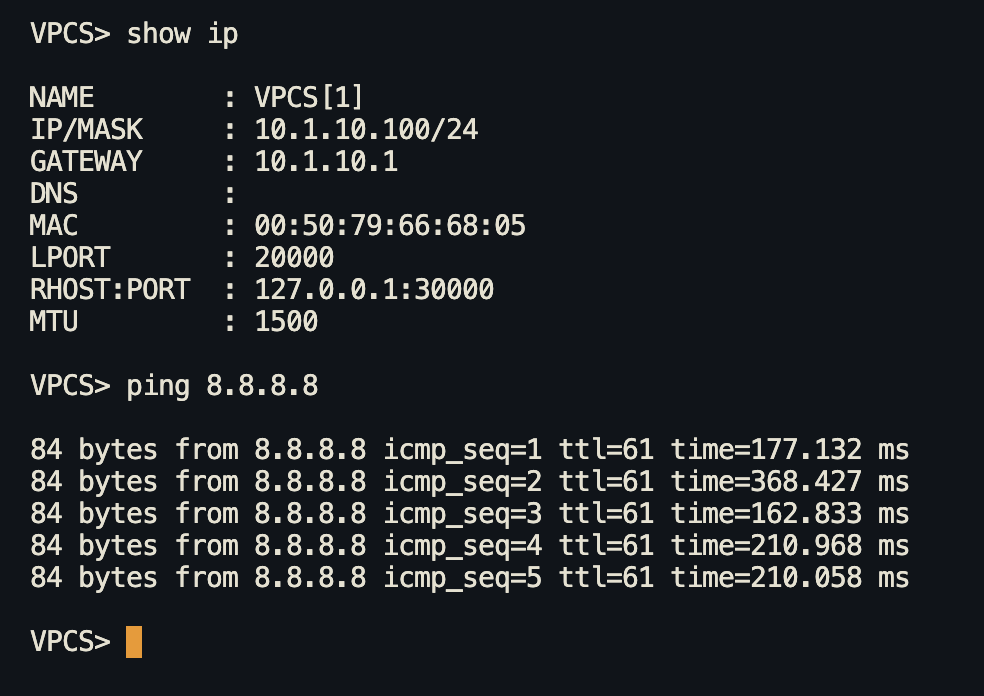 VPCS> show ip
NAME        : VPCS[1]
IP/MASK     : 10.1.10.100/24
GATEWAY     : 10.1.10.1
DNS         :
MAC         : 00:50:79:66:68:05
LPORT       : 20000
RHOST:PORT  : 127.0.0.1:30000
MTU         : 1500
VPCS> ping 8.8.8.8
84 bytes from 8.8.8.8 icmp_seq=1 ttl=61 time=177.132 ms
84 bytes from 8.8.8.8 icmp_seq=2 ttl=61 time=368.427 ms
84 bytes from 8.8.8.8 icmp_seq=3 ttl=61 time=162.833 ms
84 bytes from 8.8.8.8 icmp_seq=4 ttl=61 time=210.968 ms
84 bytes from 8.8.8.8 icmp_seq=5 ttl=61 time=210.058 ms
VPCS>